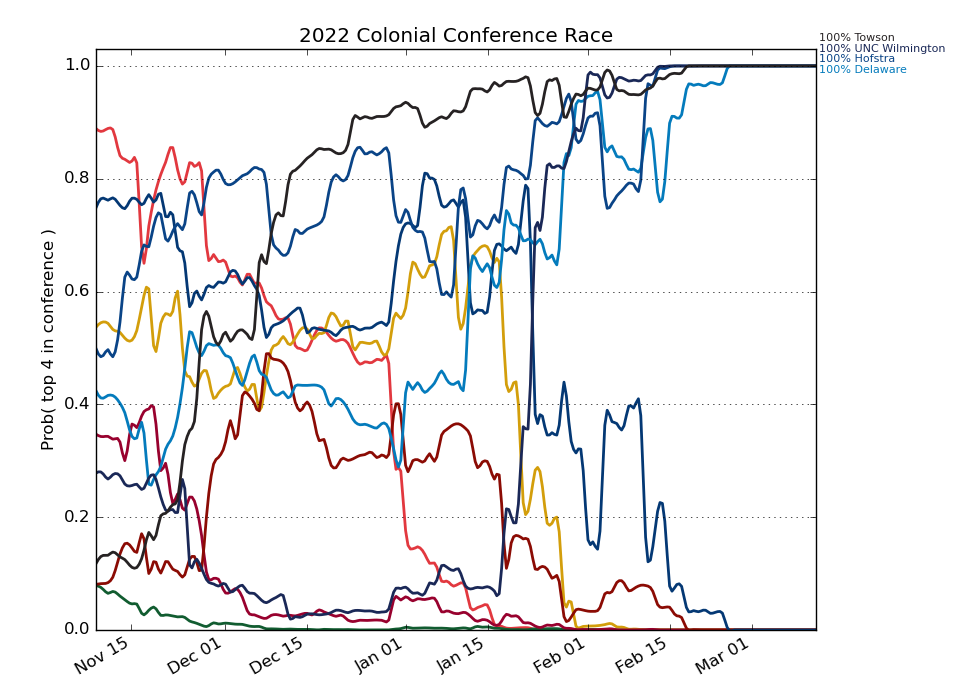 2022 Colonial Conference Race
100% Towson
100% UNC Wilmington
100% Hofstra
100% Delaware
Prob( top 4 in conference )
1.0
0.8
0.6
0.4
0.2
0.0
Nov 15
Dec 01
Dec 15
Jan 01
Jan 15
Feb 01
Feb 15
Mar 01